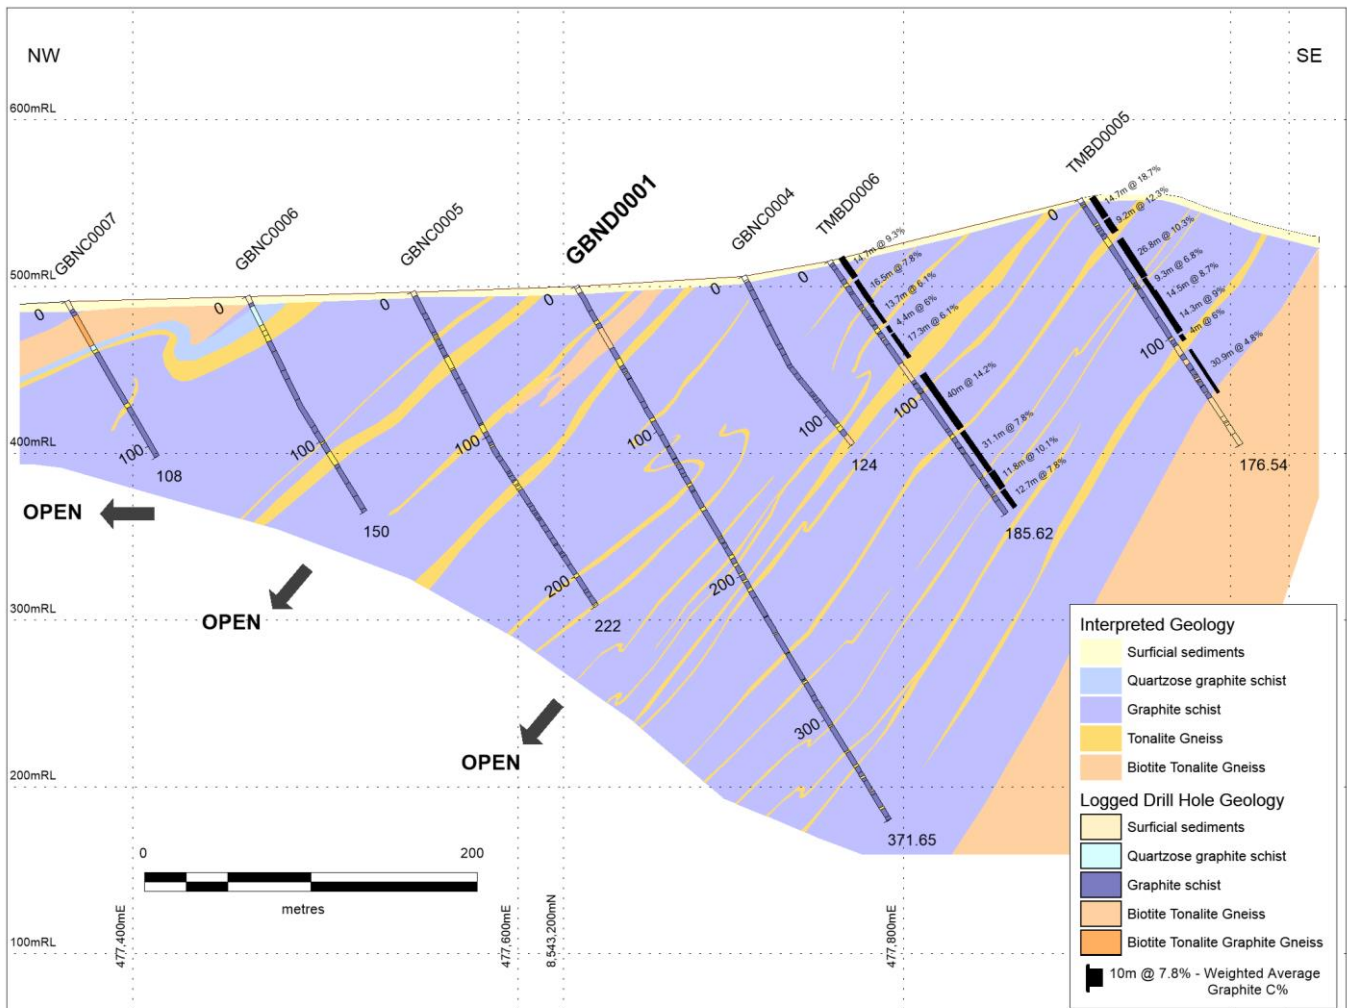 NW
SE
600mRL
500mRL
400mRL
300mRL
200mRL
100mRL
GBNC0007
GBNC0006
GBNC0005
GBND0001
GBNC0004
TMBD0006
TMBD0005
0
100
108
0
100
150
0
100
200
222
0
100
200
300
371.65
0
100
124
0
100
185.62
0
100
176.54
14.7m @ 9.3%
16.5m @ 7.8%
13.7m @ 6.1%
4.4m @ 6%
17.3m @ 6.1%
40m @ 14.2%
31.1m @ 7.8%
11.8m @ 10.1%
12.7m @ 7.8%
14.7m @ 18.7%
9.2m @ 12.3%
26.8m @ 10.3%
9.3m @ 6.8%
14.5m @ 8.7%
14.3m @ 9%
4m @ 6%
30.9m @ 4.8%
OPEN
OPEN
OPEN
0 200
metres
477,400mE
477,600mE
8,543,200mN
477,800mE
Interpreted Geology
Surficial sediments
Quartzose graphite schist
Graphite schist
Tonalite Gneiss
Biotite Tonalite Gneiss
Logged Drill Hole Geology
Surficial sediments
Quartzose graphite schist
Graphite schist
Biotite Tonalite Gneiss
Biotite Tonalite Graphite Gneiss
10m @ 7.8% - Weighted Average
Graphite C%